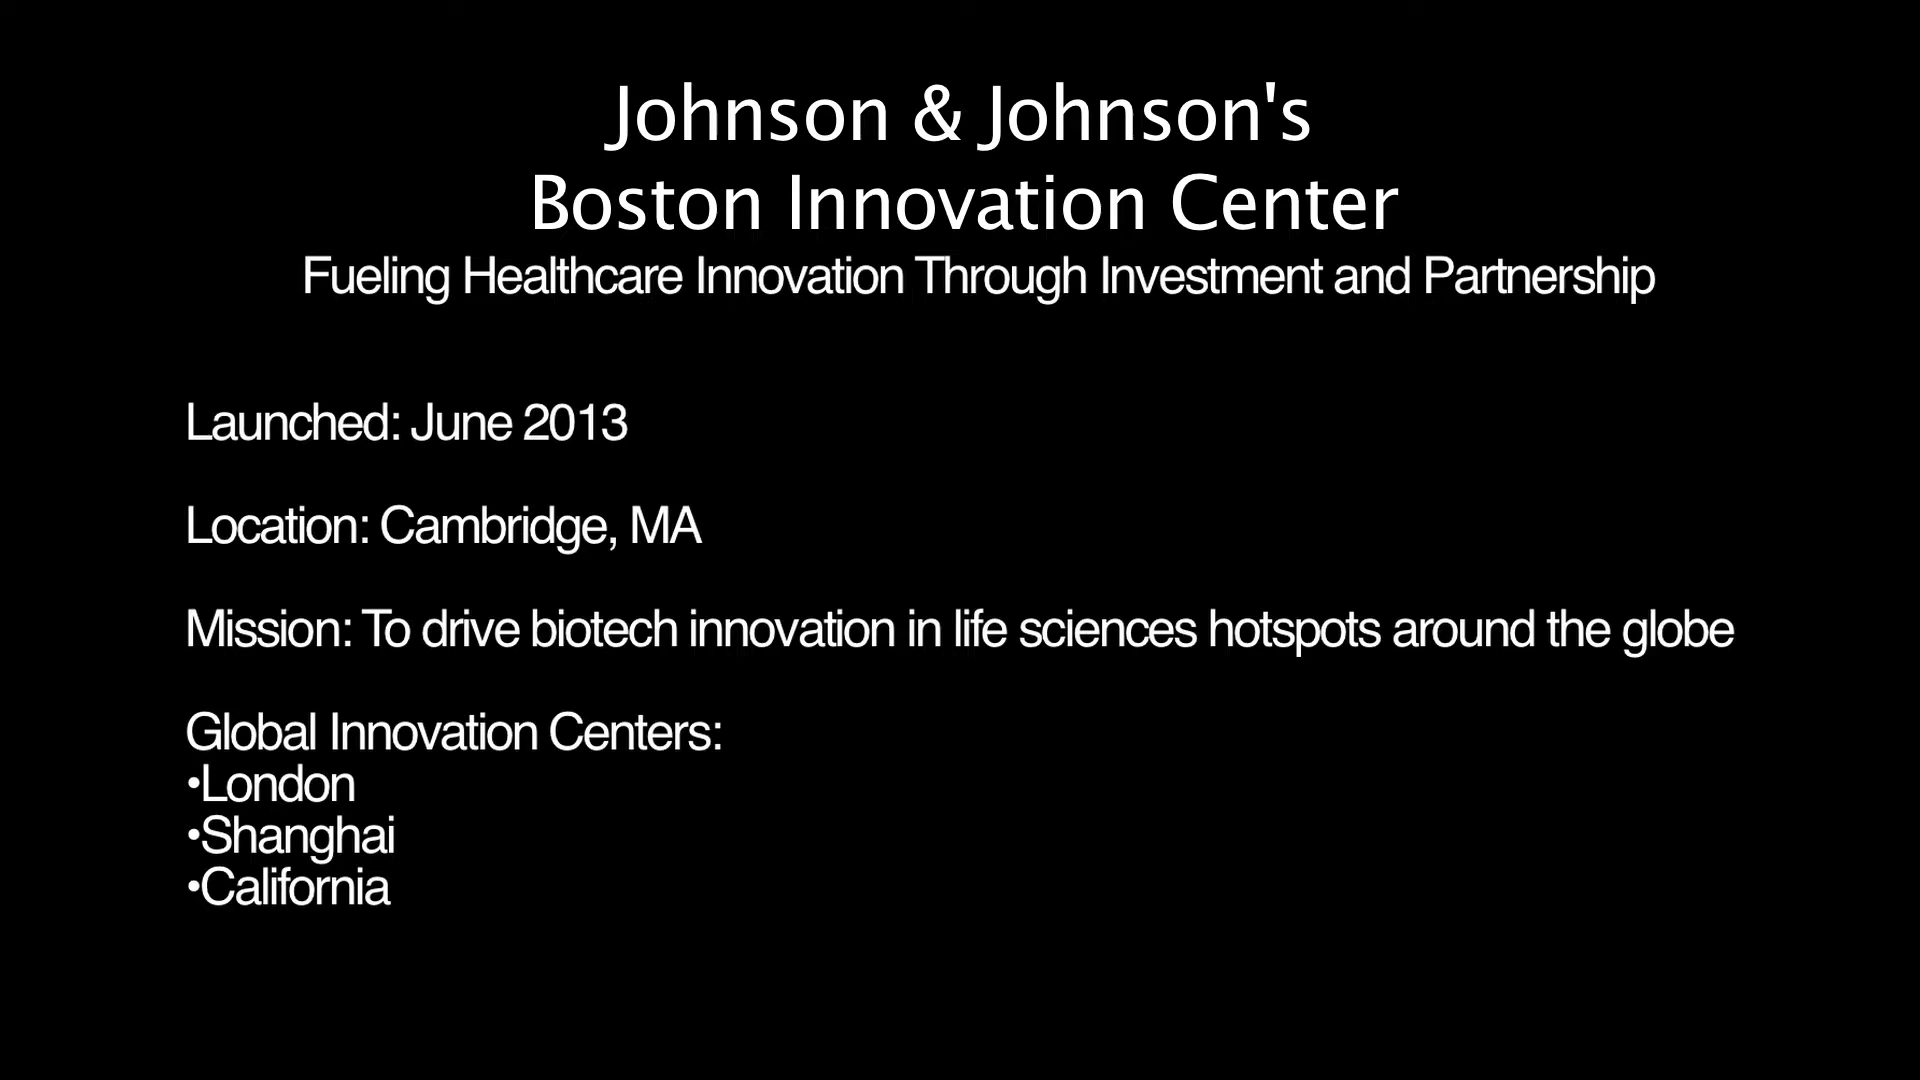 Johnson & Johnson's
Boston Innovation Center
Fueling Healthcare Innovation Through Investment and Partnership
Launched: June 2013
Location: Cambridge, MA
Mission: To drive biotech innovation in life sciences hotspots around the globe
Global Innovation Centers:
•London
•Shanghai
•California